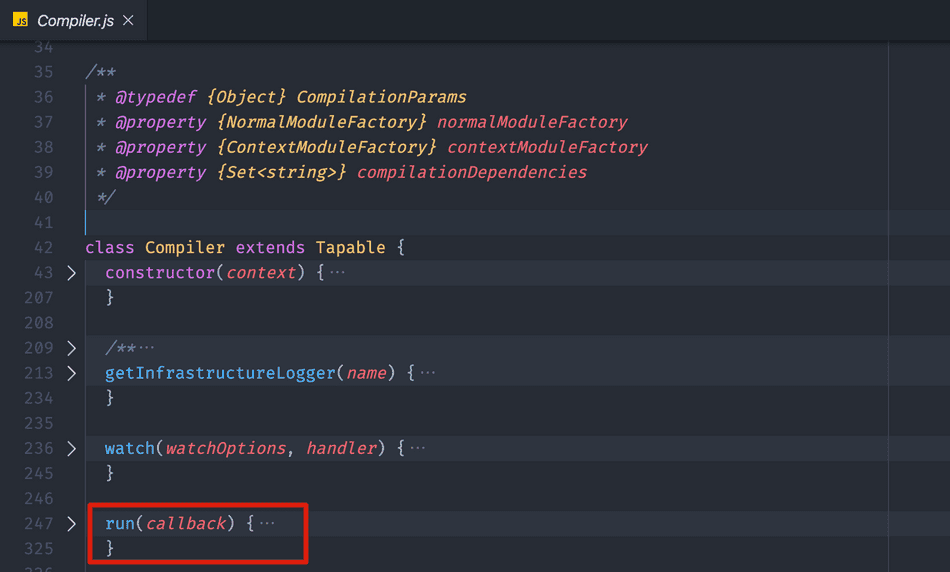 JS Compiler.js ×
34
35 /**
36 * @typedef {Object} CompilationParams
37 * @property {NormalModuleFactory} normalModuleFactory
38 * @property {ContextModuleFactory} contextModuleFactory
39 * @property {Set<string>} compilationDependencies
40 */
41
42 class Compiler extends Tapable {
43 constructor(context) {···
207 }
208
209 /**···
213 getInfrastructureLogger(name) {···
234 }
235
236 watch(watchOptions, handler) {···
245 }
246
247 run(callback) {···
325 }